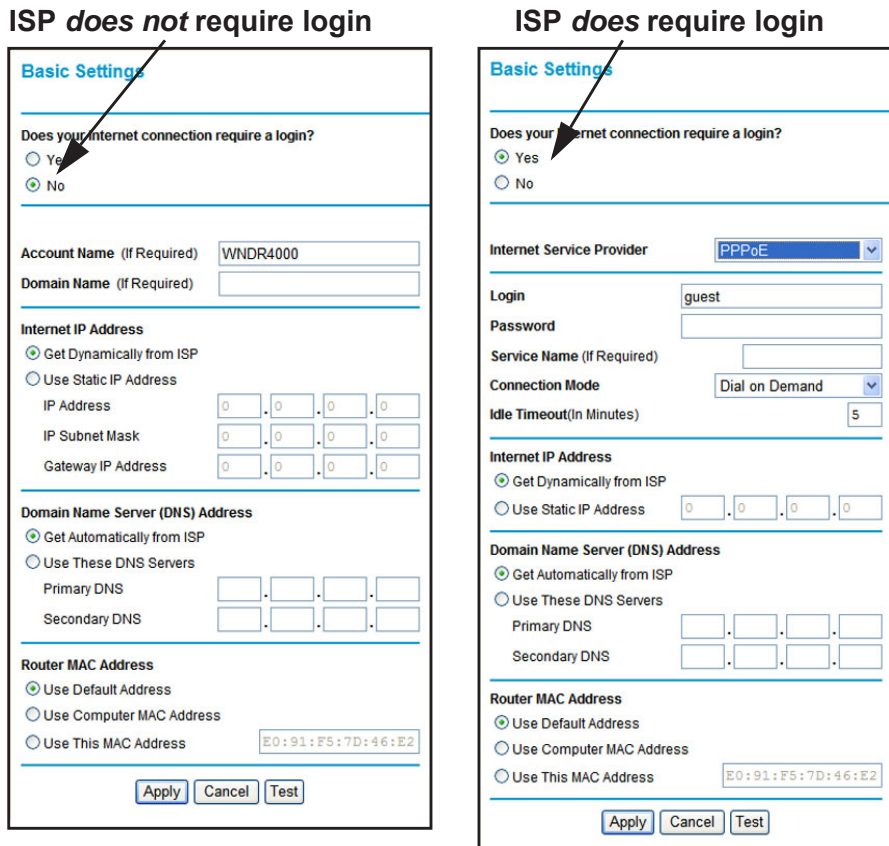 ISP does not require login
Basic Settings
Does your Internet connection require a login?
Yes
No
Account Name (If Required) WNDR4000
Domain Name (If Required)
Internet IP Address
Get Dynamically from ISP
Use Static IP Address
IP Address 0 . 0 . 0 . 0
IP Subnet Mask 0 . 0 . 0 . 0
Gateway IP Address 0 . 0 . 0 . 0
Domain Name Server (DNS) Address
Get Automatically from ISP
Use These DNS Servers
Primary DNS . . .
Secondary DNS . . .
Router MAC Address
Use Default Address
Use Computer MAC Address
Use This MAC Address E0:91:F5:7D:46:E2
Apply Cancel Test
ISP does require login
Basic Settings
Does your Internet connection require a login?
Yes
No
Internet Service Provider PPPoE
Login guest
Password
Service Name (If Required)
Connection Mode Dial on Demand
Idle Timeout(In Minutes) 5
Internet IP Address
Get Dynamically from ISP
Use Static IP Address 0 . 0 . 0 . 0
Domain Name Server (DNS) Address
Get Automatically from ISP
Use These DNS Servers
Primary DNS . . .
Secondary DNS . . .
Router MAC Address
Use Default Address
Use Computer MAC Address
Use This MAC Address E0:91:F5:7D:46:E2
Apply Cancel Test